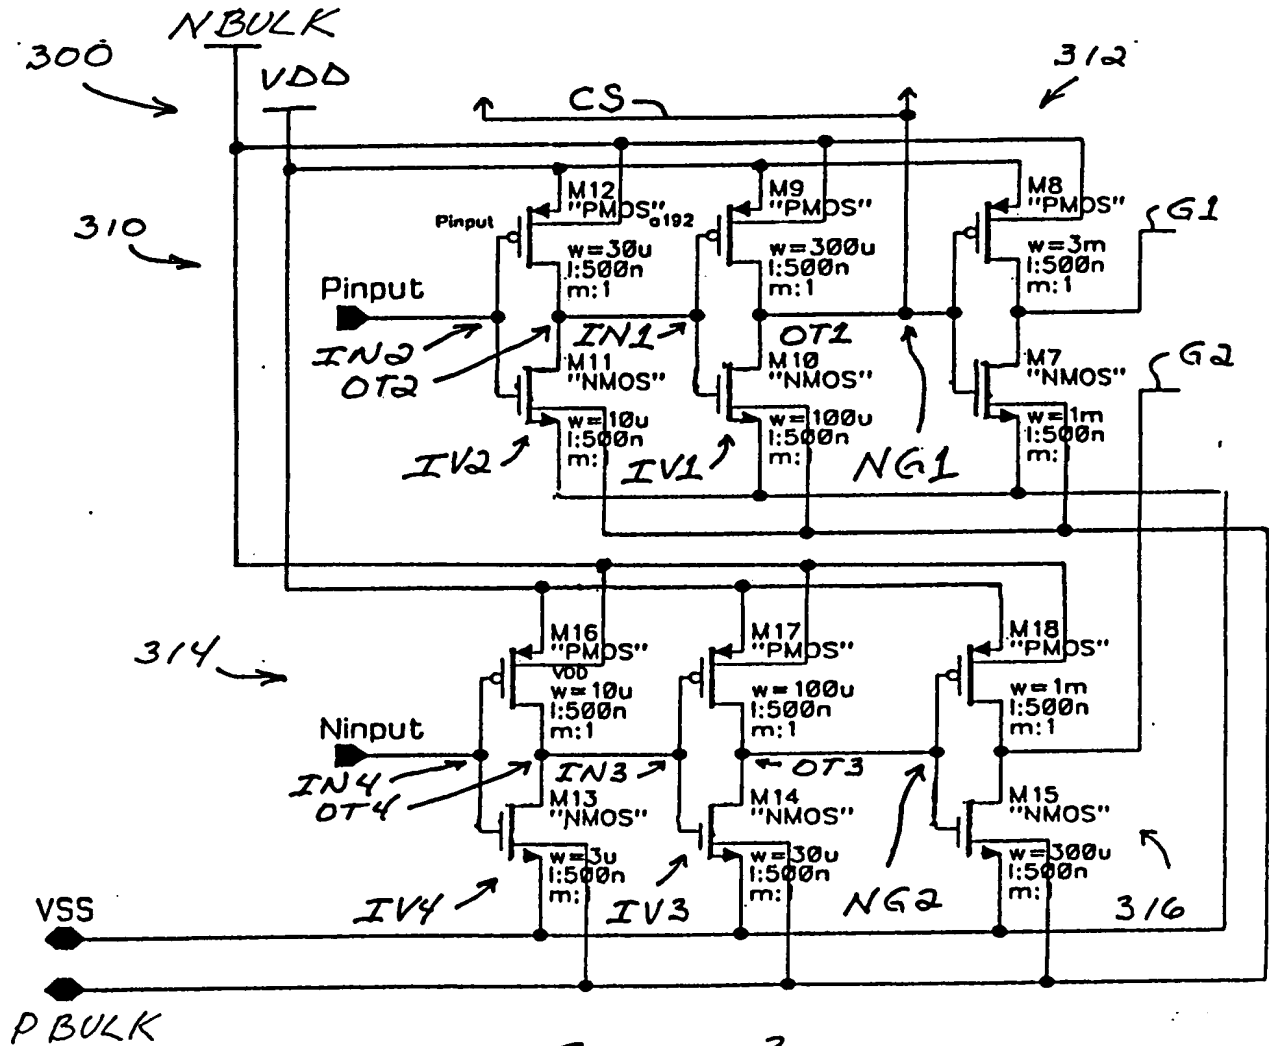 N BULK
300
VDD
CS
312
M12
"PMOS"
a192
Pinput
w=30u
l:500n
m:1
M9
"PMOS"
w=300u
l:500n
m:1
M8
"PMOS"
w=3m
l:500n
m:1
G1
310
Pinput
IN2
OT2
IN1
OT1
M11
"NMOS"
w=10u
l:500n
m:
IV2
M10
"NMOS"
w=100u
l:500n
m:
IV1
NG1
M7
"NMOS"
w=1m
l:500n
m:
G2
314
M16
"PMOS"
VDD
w=10u
l:500n
m:1
M17
"PMOS"
w=100u
l:500n
m:1
M18
"PMOS"
w=1m
l:500n
m:1
Ninput
IN4
OT4
IN3
OT3
M13
"NMOS"
w=3u
l:500n
m:
IV4
M14
"NMOS"
w=30u
l:500n
m:
IV3
NG2
M15
"NMOS"
w=300u
l:500n
m:
316
VSS
P BULK